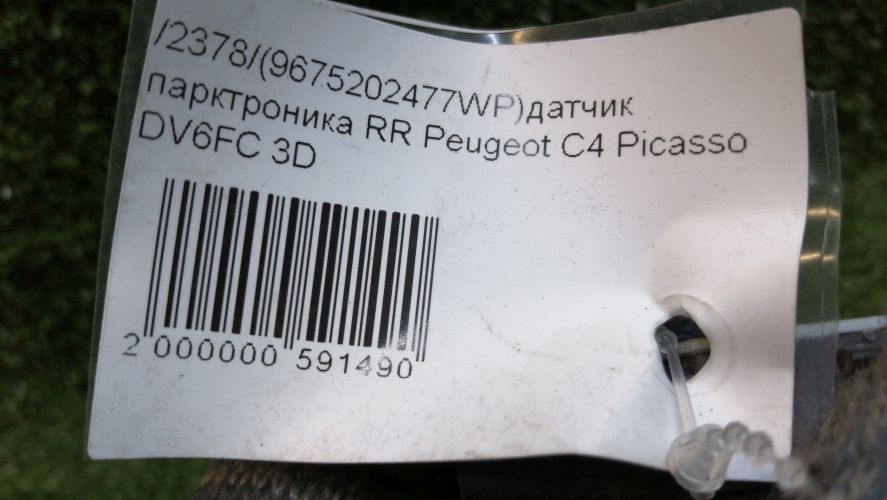 /2378/(9675202477WP)датчик
парктроника RR Peugeot C4 Picasso
DV6FC 3D
2 000000 591490